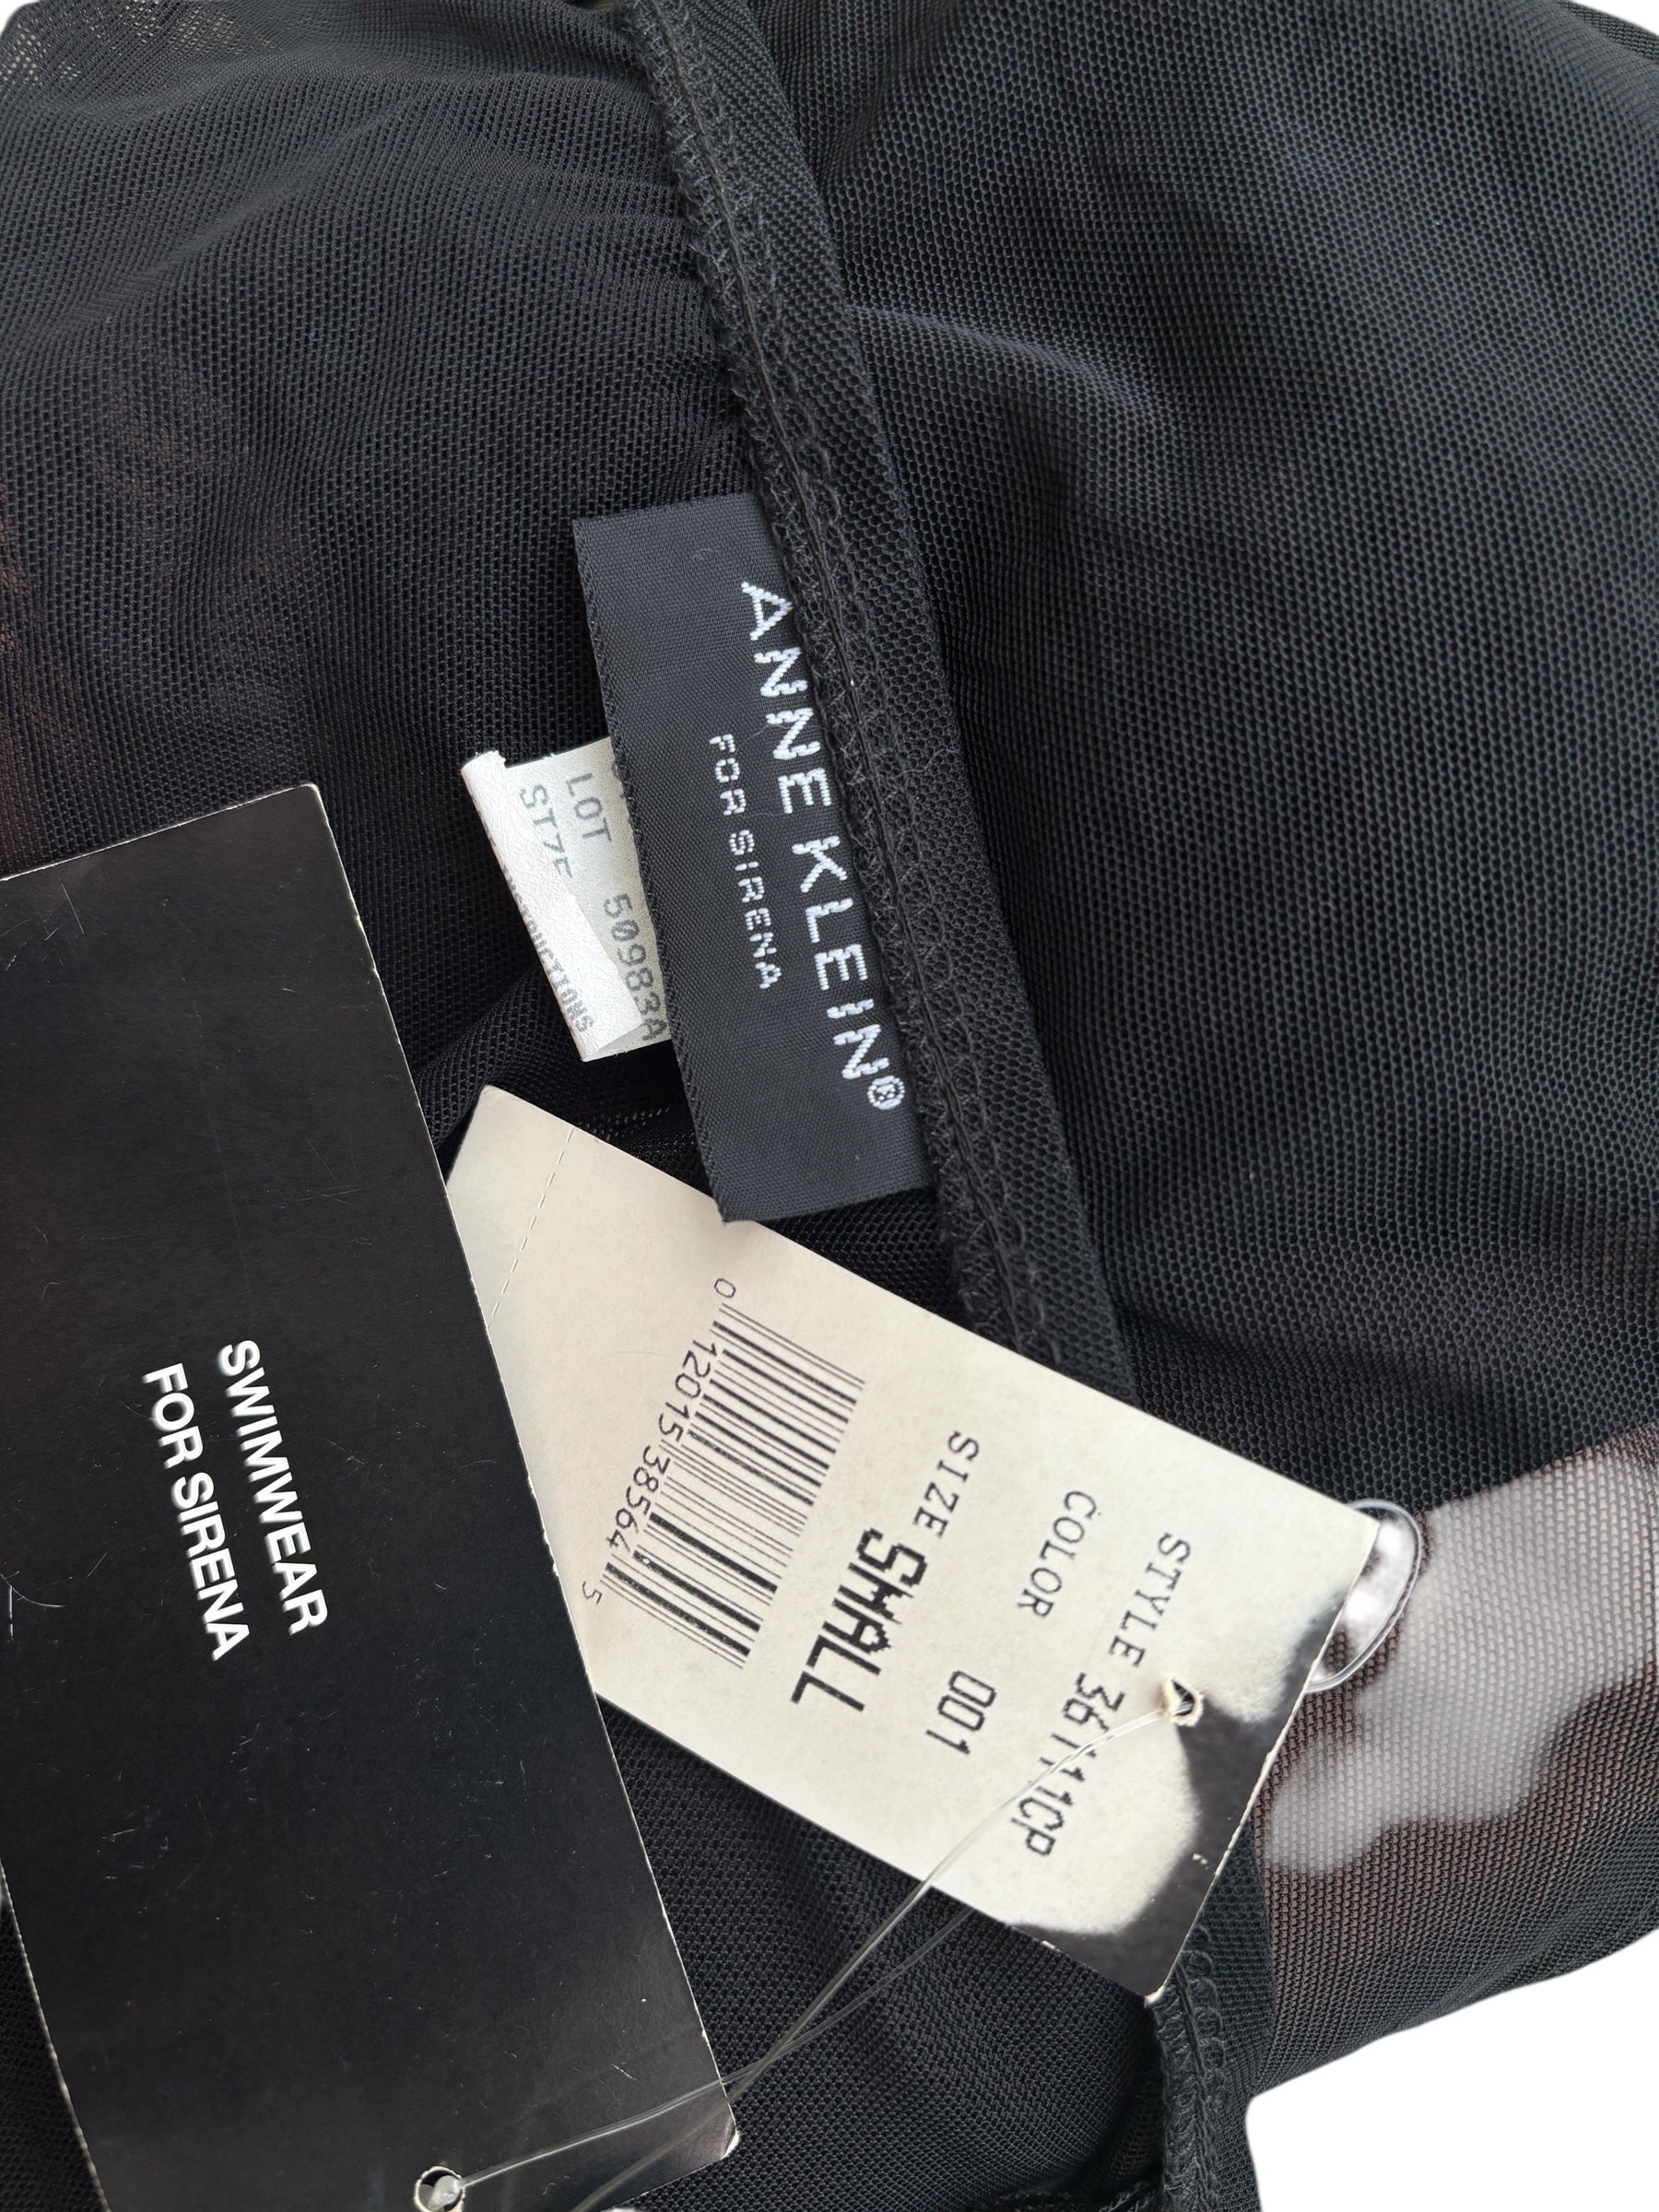 ANNE KLEIN®
FOR SIRENA
LOT 50983A
SIZE
INSTRUCTIONS
STYLE 36111CP
COLOR 001
SIZE SMALL
0 12015 38564 5
SWIMWEAR
FOR SIRENA